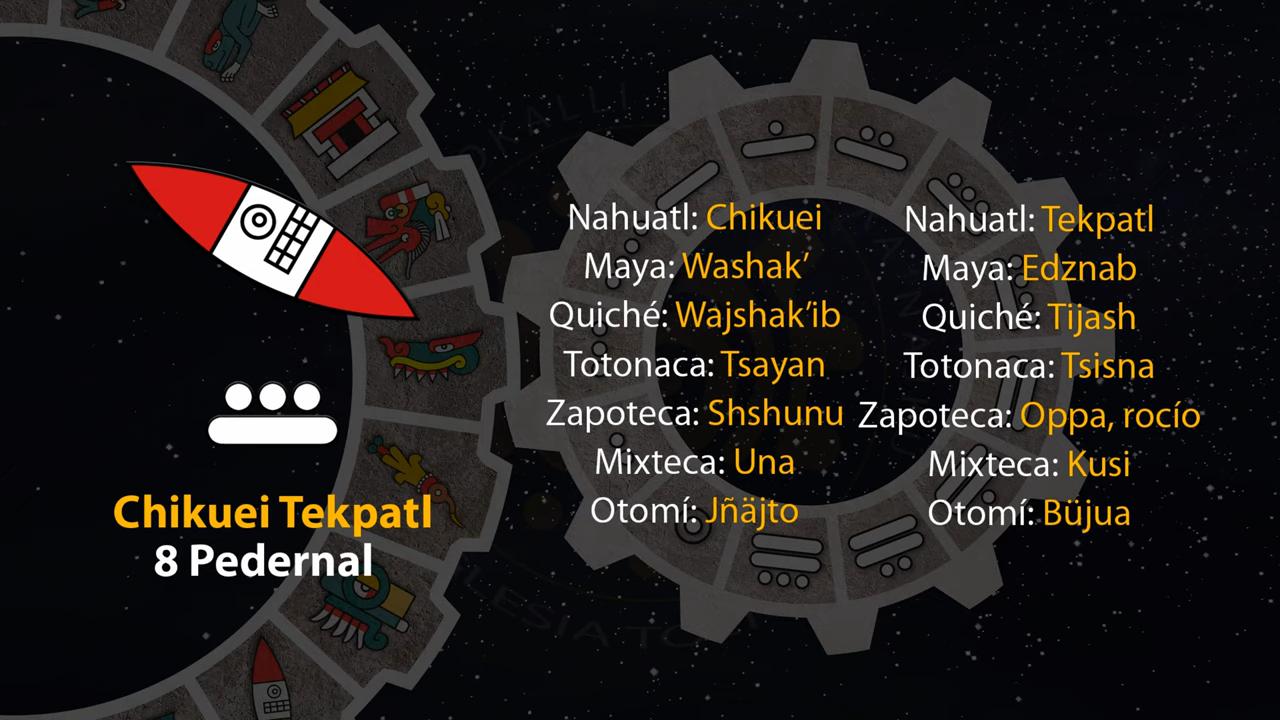 Nahuatl: Chikuei
Maya: Washak’
Quiché: Wajshak’ib
Totonaca: Tsayan
Zapoteca: Shshunu
Mixteca: Una
Otomí: Jñäjto
Nahuatl: Tekpatl
Maya: Edznab
Quiché: Tijash
Totonaca: Tsisna
Zapoteca: Oppa, rocío
Mixteca: Kusi
Otomí: Büjua
Chikuei Tekpatl
8 Pedernal